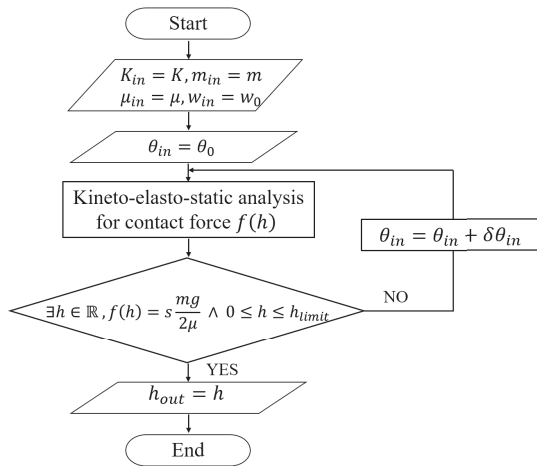 Start
K_in = K, m_in = m
μ_in = μ, w_in = w_0
θ_in = θ_0
Kineto-elasto-static analysis
for contact force f(h)
θ_in = θ_in + δθ_in
∃h ∈ ℝ, f(h) = s mg/2μ ∧ 0 ≤ h ≤ h_limit
NO
YES
h_out = h
End